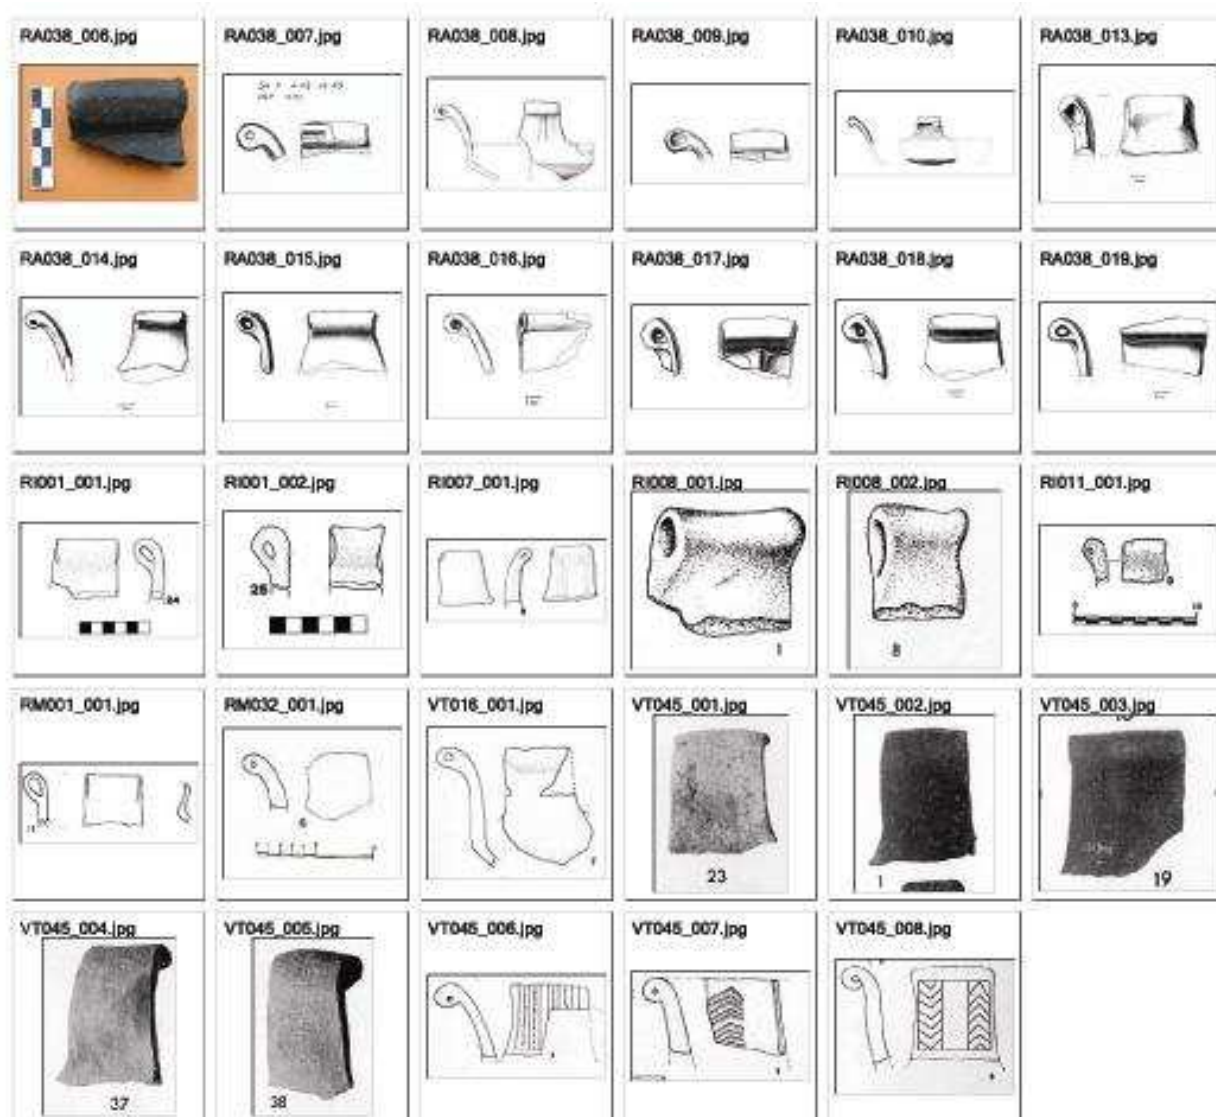 RA038_006.jpg RA038_007.jpg RA038_008.jpg RA038_009.jpg RA038_010.jpg RA038_013.jpg
RA038_014.jpg RA038_015.jpg RA038_016.jpg RA038_017.jpg RA038_018.jpg RA038_019.jpg
RI001_001.jpg RI001_002.jpg RI007_001.jpg RI008_001.jpg RI008_002.jpg RI011_001.jpg
24 25 1 8
RM001_001.jpg RM032_001.jpg VT016_001.jpg VT045_001.jpg VT045_002.jpg VT045_003.jpg
11 6 23 1 19
VT045_004.jpg VT045_005.jpg VT045_006.jpg VT045_007.jpg VT045_008.jpg
37 38